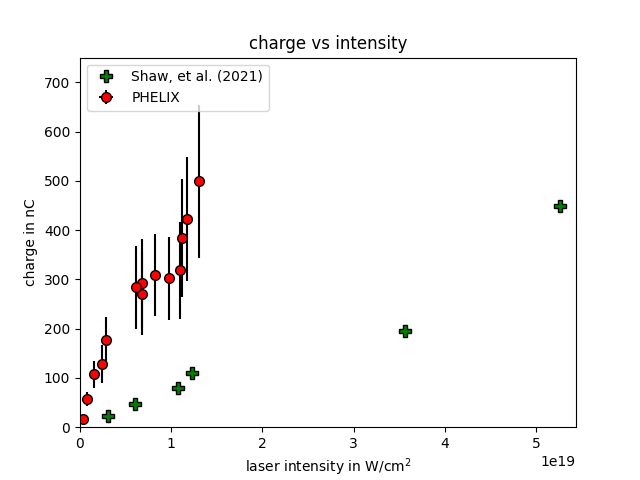 charge vs intensity
Shaw, et al. (2021)
PHELIX
charge in nC
700
600
500
400
300
200
100
0
0 1 2 3 4 5
1e19
laser intensity in W/cm²